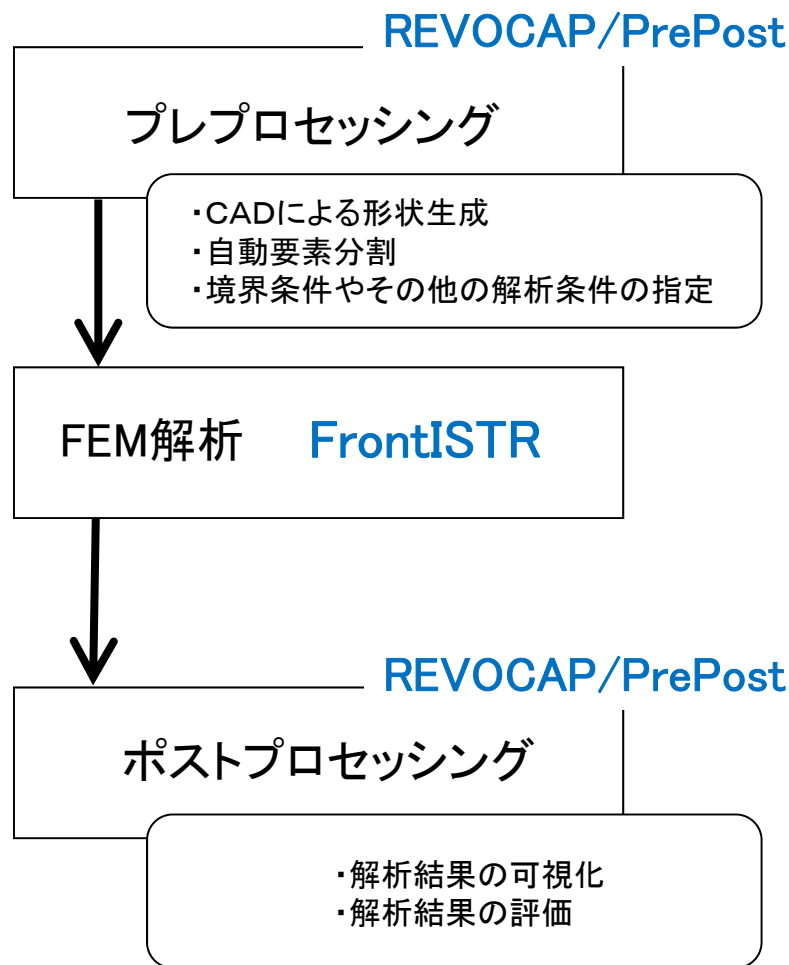 REVOCAP/PrePost
プレプロセッシング
・CADによる形状生成
・自動要素分割
・境界条件やその他の解析条件の指定
FEM解析 FrontISTR
REVOCAP/PrePost
ポストプロセッシング
・解析結果の可視化
・解析結果の評価